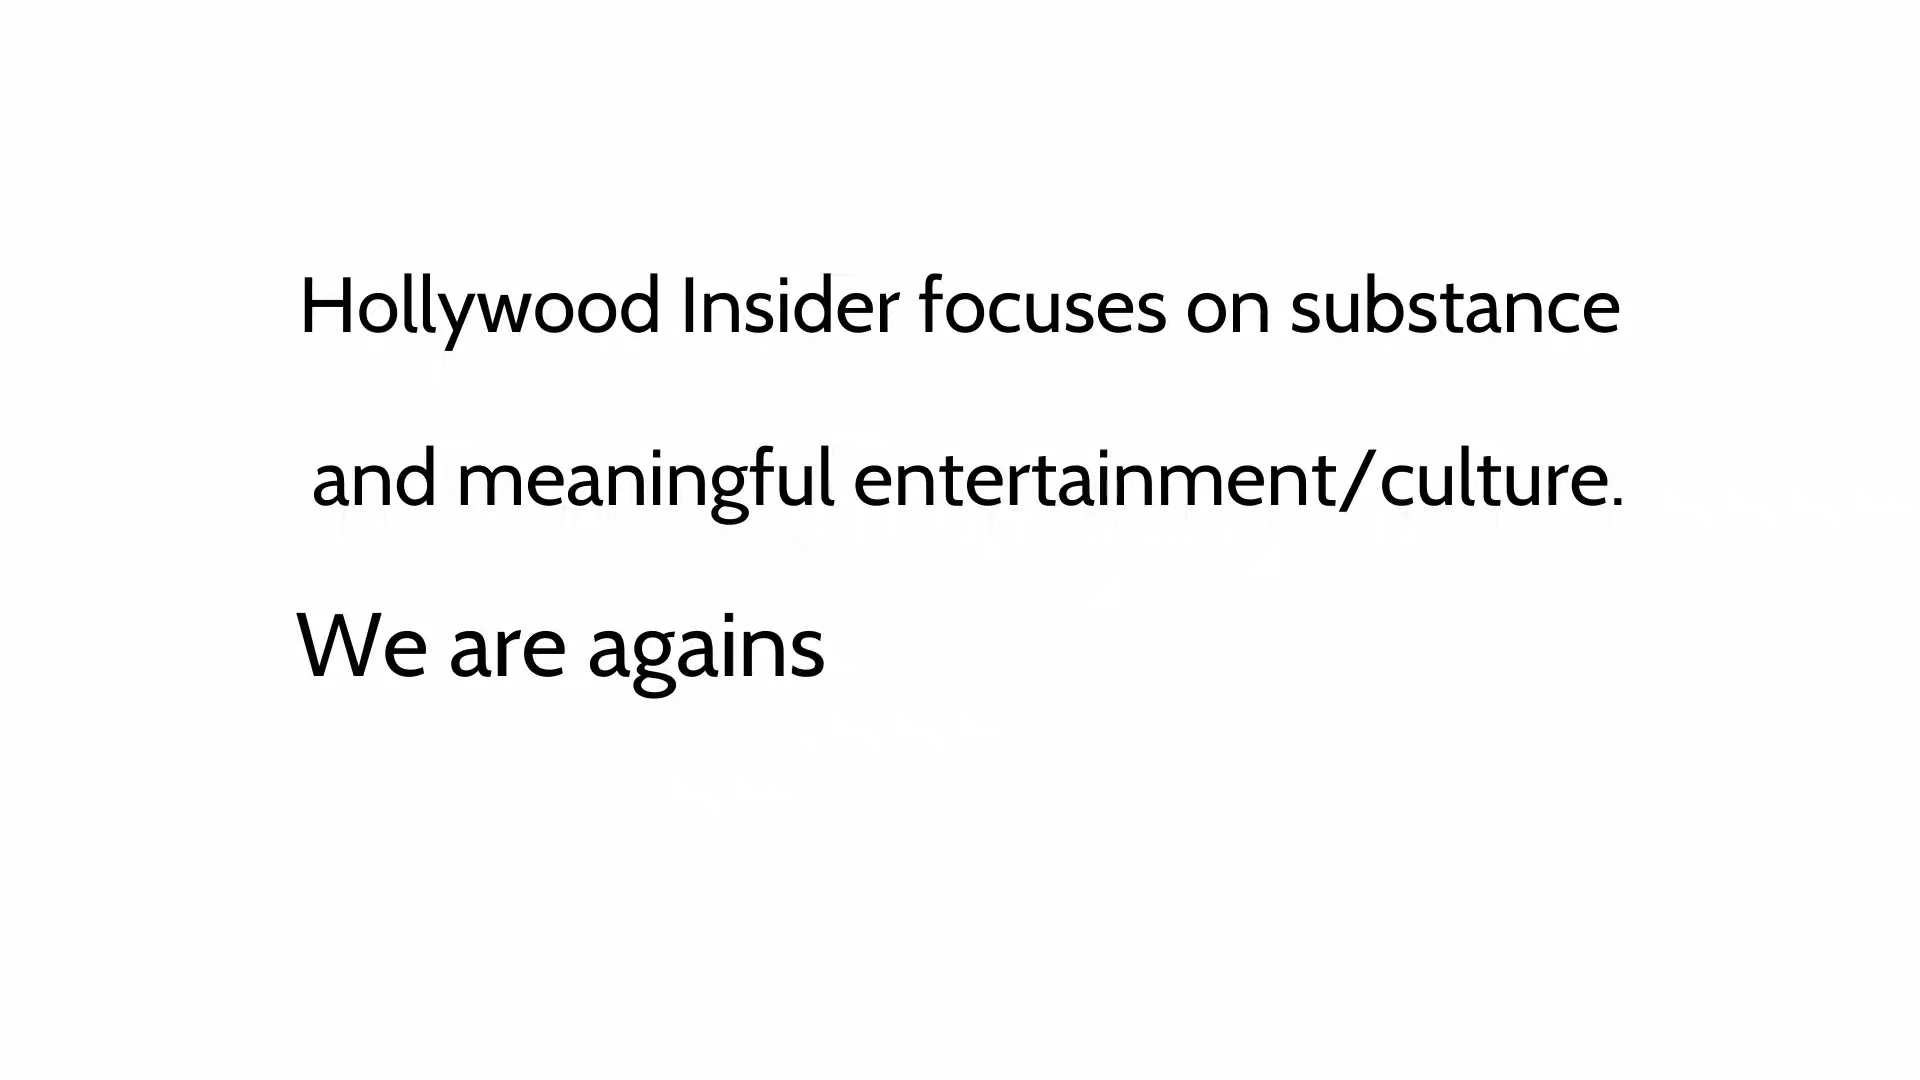 Hollywood Insider focuses on substance
and meaningful entertainment/culture.
We are agains